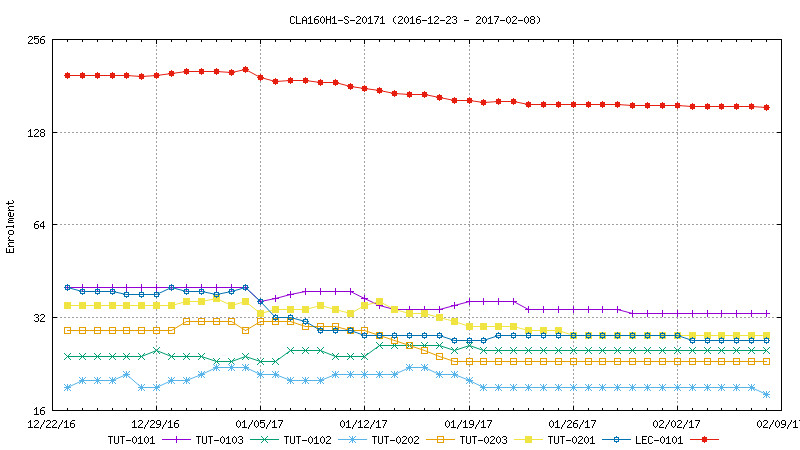 CLA160H1-S-20171 (2016-12-23 - 2017-02-08)
256
128
64
32
16
Enrolment
12/22/16 12/29/16 01/05/17 01/12/17 01/19/17 01/26/17 02/02/17 02/09/1
TUT-0101 TUT-0103 TUT-0102 TUT-0202 TUT-0203 TUT-0201 LEC-0101